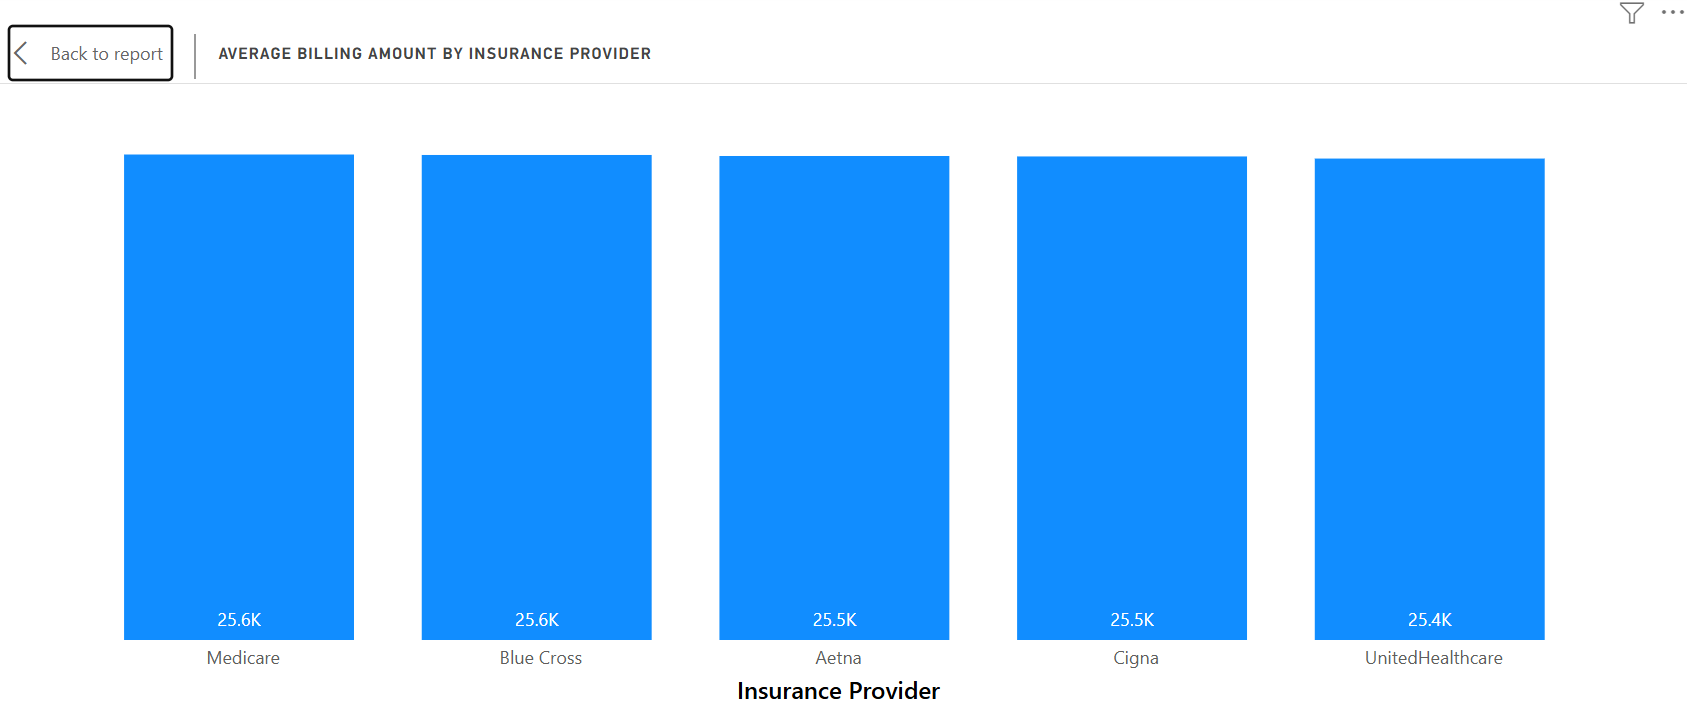 Back to report
AVERAGE BILLING AMOUNT BY INSURANCE PROVIDER
25.6K
25.6K
25.5K
25.5K
25.4K
Medicare
Blue Cross
Aetna
Cigna
UnitedHealthcare
Insurance Provider